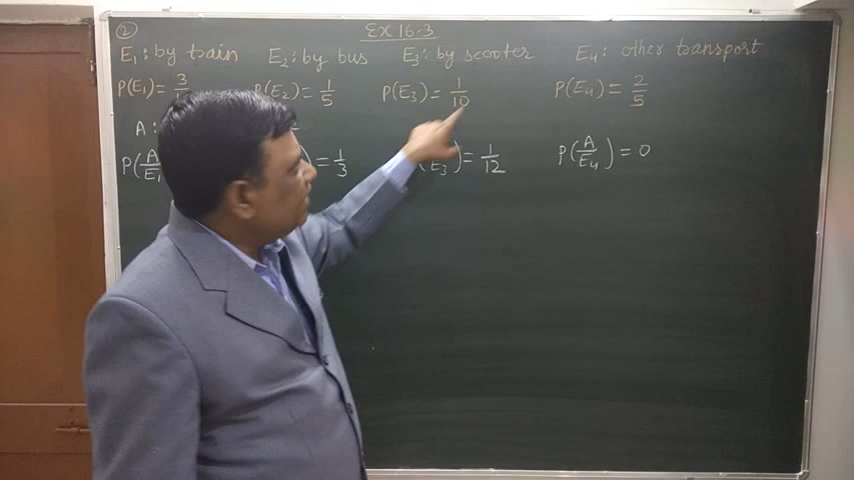 ② Ex 16.3
E₁: by train E₂: by bus E₃: by scooter E₄: other transport
P(E₁) = 3/1 P(E₂) = 1/5 P(E₃) = 1/10 P(E₄) = 2/5
A:
P(A/E₁ ) = 1/3 E₃) = 1/12 P(A/E₄) = 0